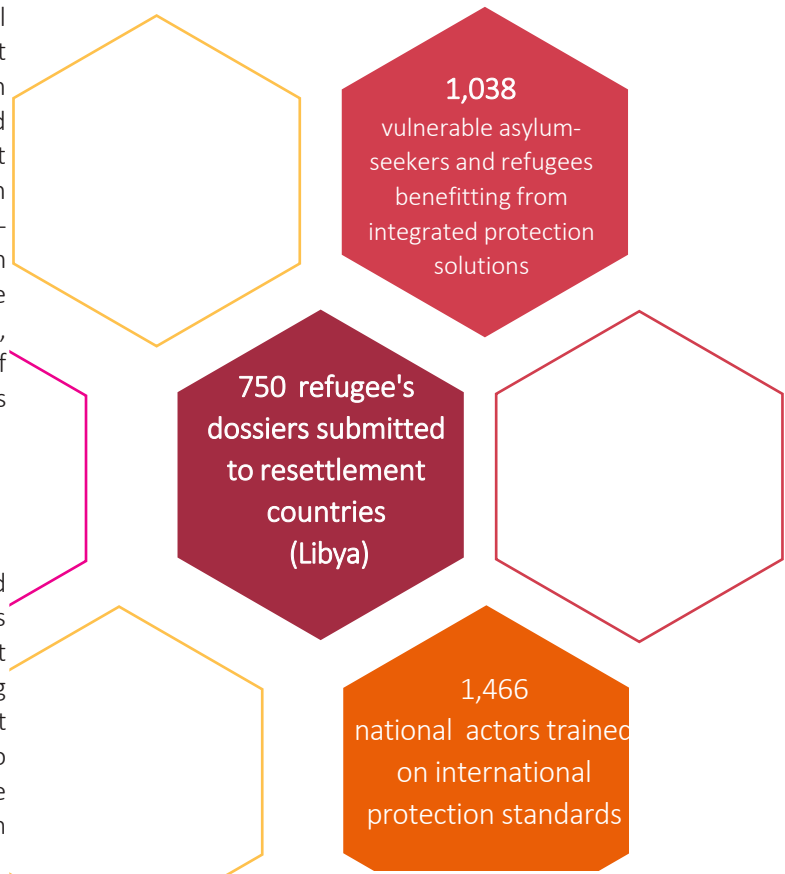 1,038
vulnerable asylum-
seekers and refugees
benefitting from
integrated protection
solutions
750 refugee's
dossiers submitted
to resettlement
countries
(Libya)
1,466
national actors trained
on international
protection standards